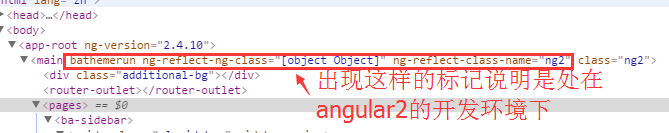 <head>…</head>
<body>
<app-root ng-version="2.4.10">
<main bathemerun ng-reflect-ng-class="[object Object]" ng-reflect-class-name="ng2" class="ng2">
<div class="additional-bg"></div>
出现这样的标记说明是处在
<router-outlet></router-outlet>
angular2的开发环境下
<pages> == $0
<ba-sidebar>